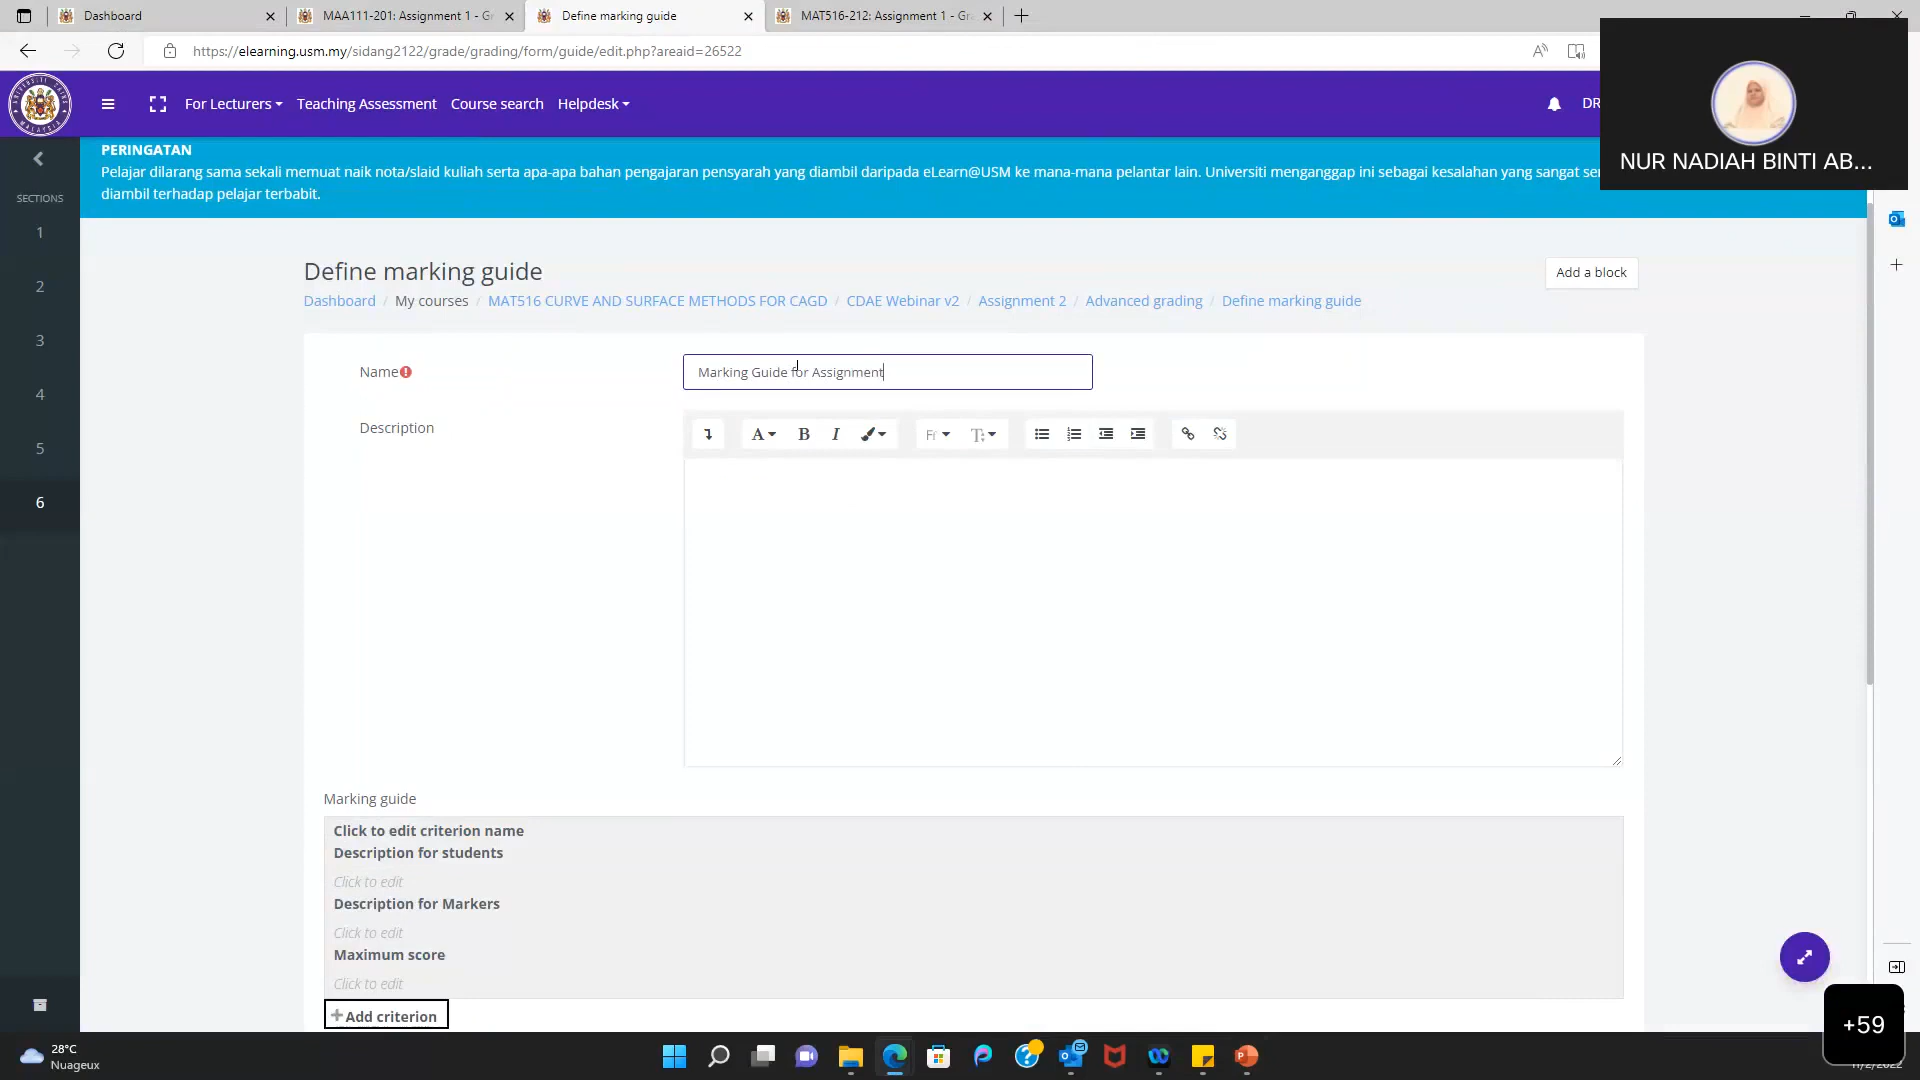 Dashboard
MAA111-201: Assignment 1 - Gr
Define marking guide
MAT516-212: Assignment 1 - Gr
https://elearning.usm.my/sidang2122/grade/grading/form/guide/edit.php?areaid=26522
For Lecturers
Teaching Assessment
Course search
Helpdesk
DR
NUR NADIAH BINTI AB...
PERINGATAN
Pelajar dilarang sama sekali memuat naik nota/slaid kuliah serta apa-apa bahan pengajaran pensyarah yang diambil daripada eLearn@USM ke mana-mana pelantar lain. Universiti menganggap ini sebagai kesalahan yang sangat ser
diambil terhadap pelajar terbabit.
SECTIONS
1
2
3
4
5
6
Define marking guide
Add a block
Dashboard / My courses / MAT516 CURVE AND SURFACE METHODS FOR CAGD / CDAE Webinar v2 / Assignment 2 / Advanced grading / Define marking guide
Name
Marking Guide for Assignment
Description
Marking guide
Click to edit criterion name
Description for students
Click to edit
Description for Markers
Click to edit
Maximum score
Click to edit
+Add criterion
+59
28°C
Nuageux